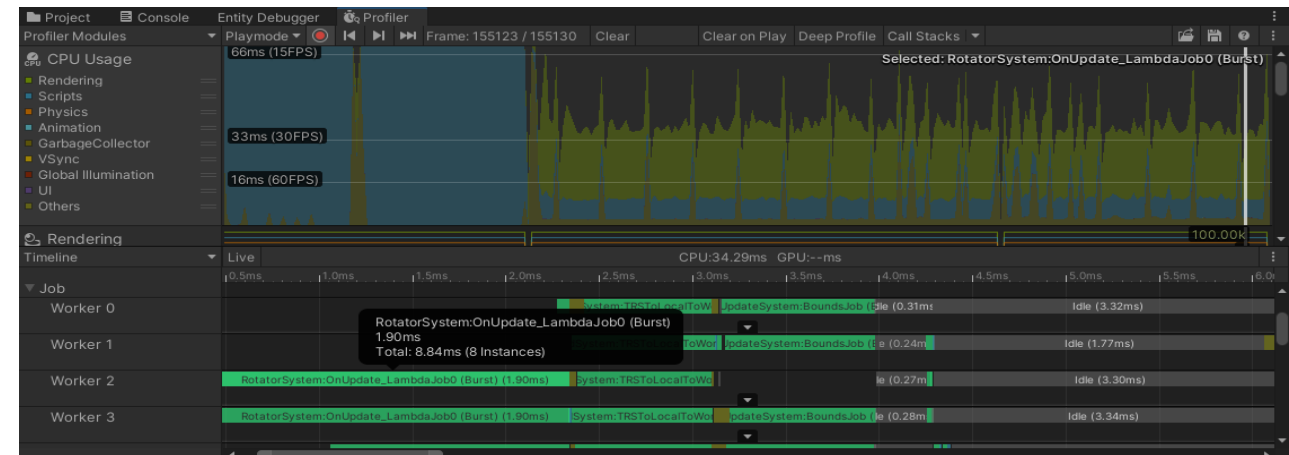 Project Console Entity Debugger Profiler
Profiler Modules Playmode Frame: 155123 / 155130 Clear Clear on Play Deep Profile Call Stacks
CPU Usage
66ms (15FPS)
Selected: RotatorSystem:OnUpdate_LambdaJob0 (Burst)
Rendering
Scripts
Physics
Animation
GarbageCollector
33ms (30FPS)
VSync
Global Illumination
16ms (60FPS)
UI
Others
Rendering
100.00k
Timeline Live CPU:34.29ms GPU:--ms
0.5ms 1.0ms 1.5ms 2.0ms 2.5ms 3.0ms 3.5ms 4.0ms 4.5ms 5.0ms 5.5ms 6.0
Job
Worker 0 System:TRSToLocalToW UpdateSystem:BoundsJob dle (0.31ms Idle (3.32ms)
RotatorSystem:OnUpdate_LambdaJob0 (Burst)
1.90ms
Total: 8.84ms (8 Instances)
Worker 1 ToWor UpdateSystem:BoundsJob e (0.24m Idle (1.77ms)
Worker 2 RotatorSystem:OnUpdate_LambdaJob0 (Burst) (1.90ms) System:TRSToLocalToWo le (0.27m Idle (3.30ms)
Worker 3 RotatorSystem:OnUpdate_LambdaJob0 (Burst) (1.90ms) System:TRSToLocalToWor pdateSystem:BoundsJob e (0.28m Idle (3.34ms)